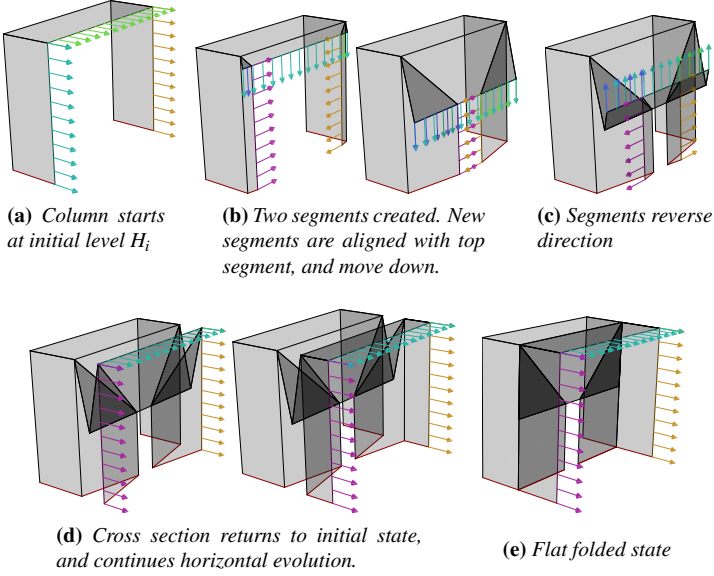 (a) Column starts
at initial level Hi
(b) Two segments created. New
segments are aligned with top
segment, and move down.
(c) Segments reverse
direction
(d) Cross section returns to initial state,
and continues horizontal evolution.
(e) Flat folded state